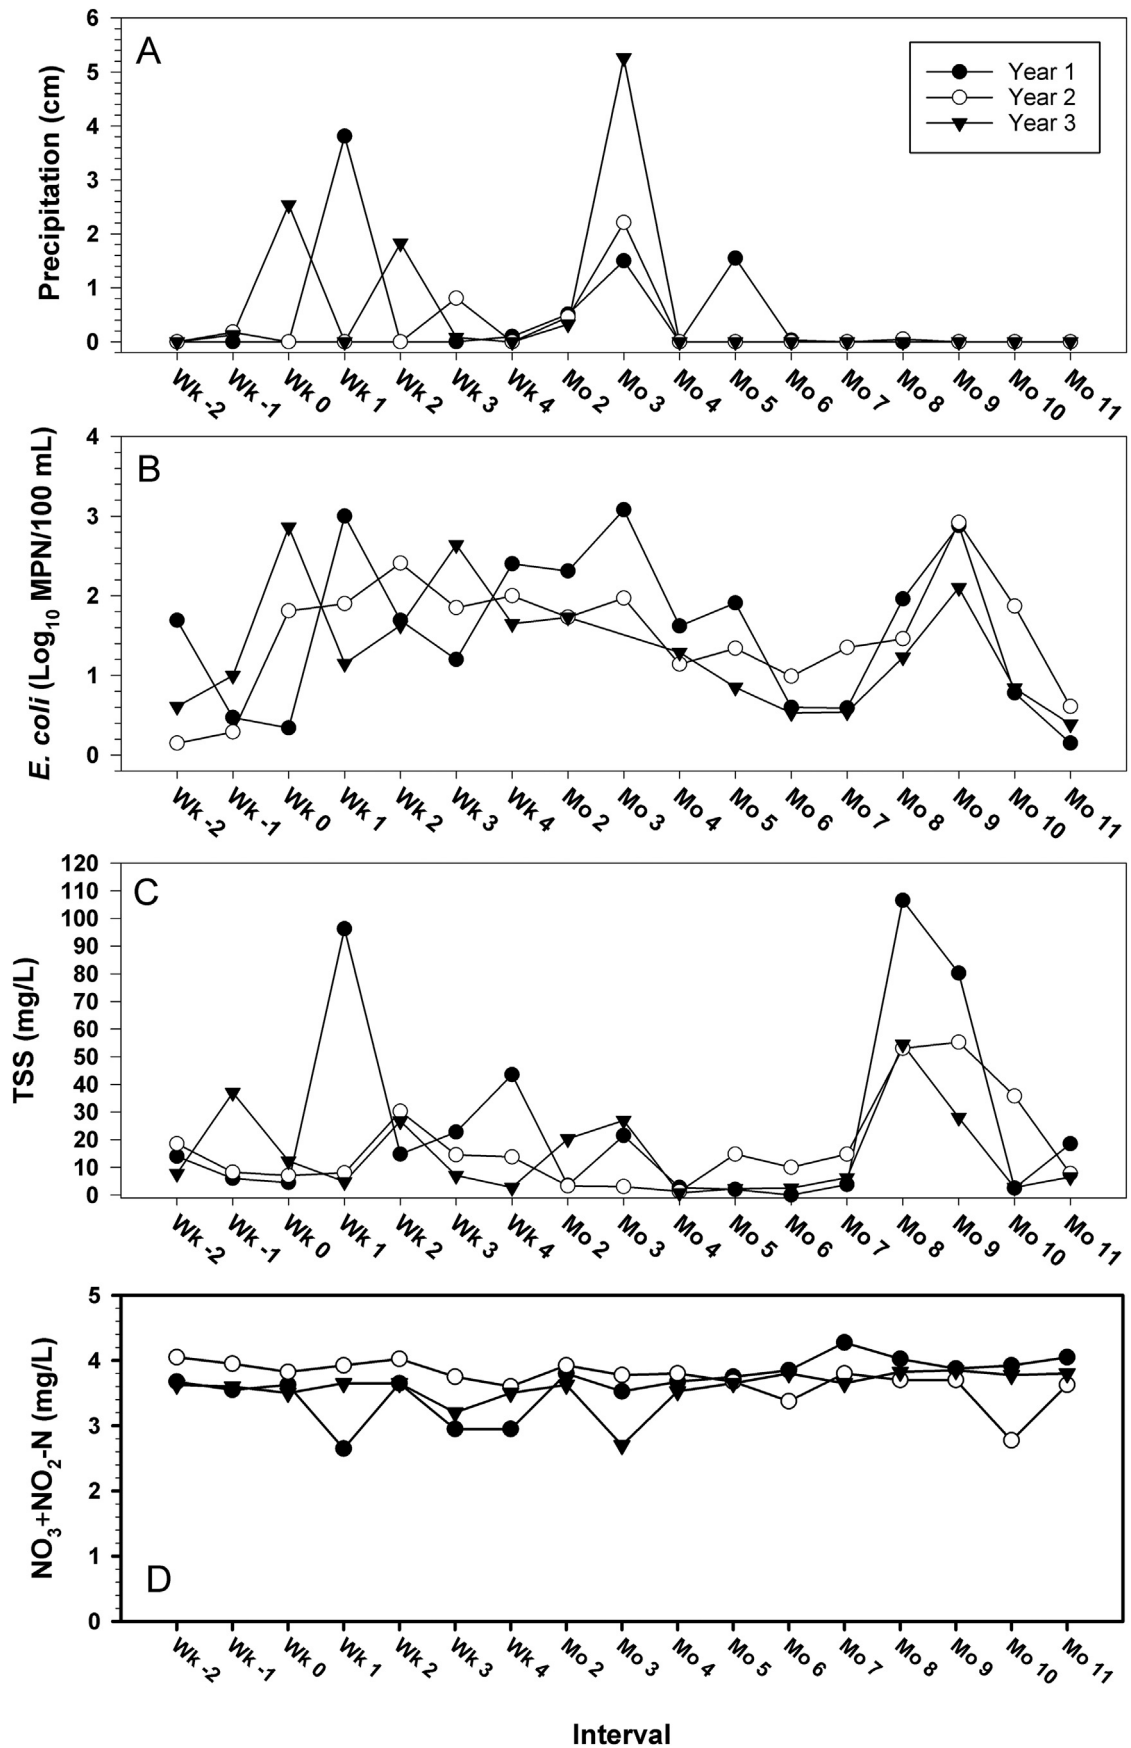 A
6
5
4
3
2
1
0
Precipitation (cm)
Year 1
Year 2
Year 3
Wk -2 Wk -1 Wk 0 Wk 1 Wk 2 Wk 3 Wk 4 Mo 2 Mo 3 Mo 4 Mo 5 Mo 6 Mo 7 Mo 8 Mo 9 Mo 10 Mo 11
B
4
3
2
1
0
E. coli (Log10 MPN/100 mL)
Wk -2 Wk -1 Wk 0 Wk 1 Wk 2 Wk 3 Wk 4 Mo 2 Mo 3 Mo 4 Mo 5 Mo 6 Mo 7 Mo 8 Mo 9 Mo 10 Mo 11
C
120
110
100
90
80
70
60
50
40
30
20
10
0
TSS (mg/L)
Wk -2 Wk -1 Wk 0 Wk 1 Wk 2 Wk 3 Wk 4 Mo 2 Mo 3 Mo 4 Mo 5 Mo 6 Mo 7 Mo 8 Mo 9 Mo 10 Mo 11
5
4
3
2
1
0
NO3+NO2-N (mg/L)
D
Wk -2 Wk -1 Wk 0 Wk 1 Wk 2 Wk 3 Wk 4 Mo 2 Mo 3 Mo 4 Mo 5 Mo 6 Mo 7 Mo 8 Mo 9 Mo 10 Mo 11
Interval